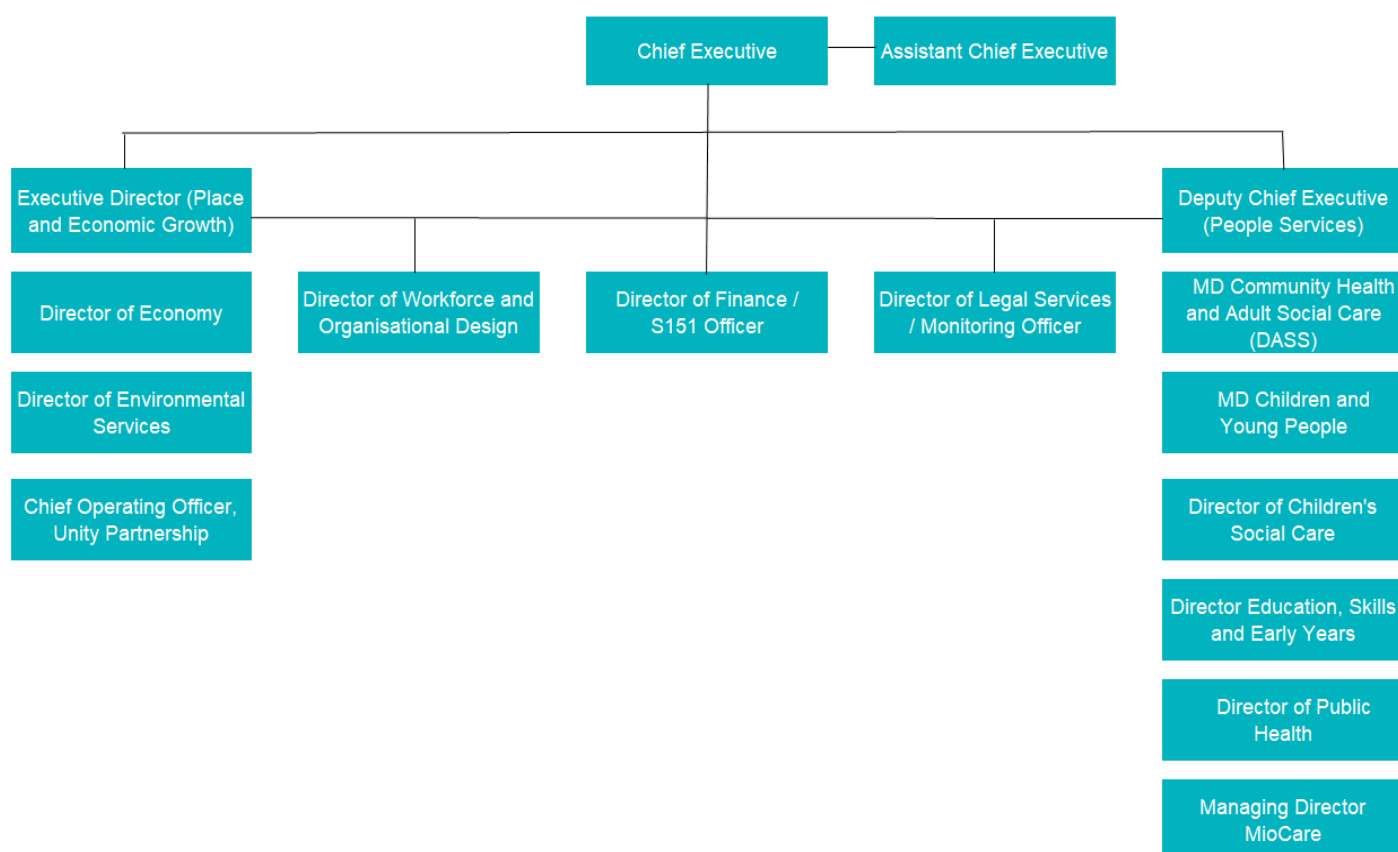 Chief Executive
Assistant Chief Executive
Executive Director (Place
and Economic Growth)
Deputy Chief Executive
(People Services)
Director of Economy
Director of Workforce and
Organisational Design
Director of Finance /
S151 Officer
Director of Legal Services
/ Monitoring Officer
MD Community Health
and Adult Social Care
(DASS)
Director of Environmental
Services
MD Children and
Young People
Chief Operating Officer,
Unity Partnership
Director of Children's
Social Care
Director Education, Skills
and Early Years
Director of Public
Health
Managing Director
MioCare